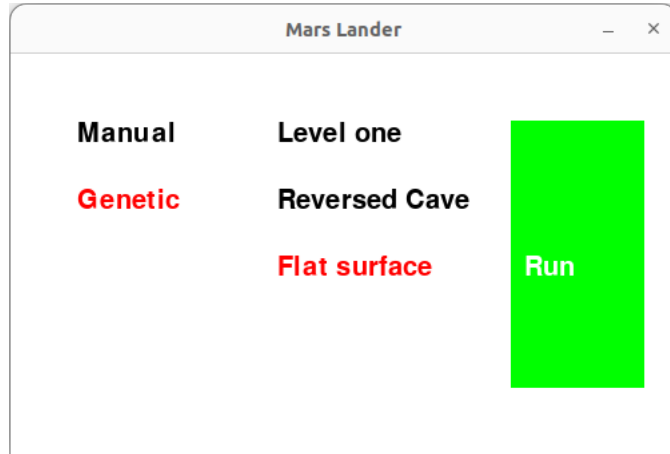 Mars Lander
Manual
Level one
Genetic
Reversed Cave
Flat surface
Run